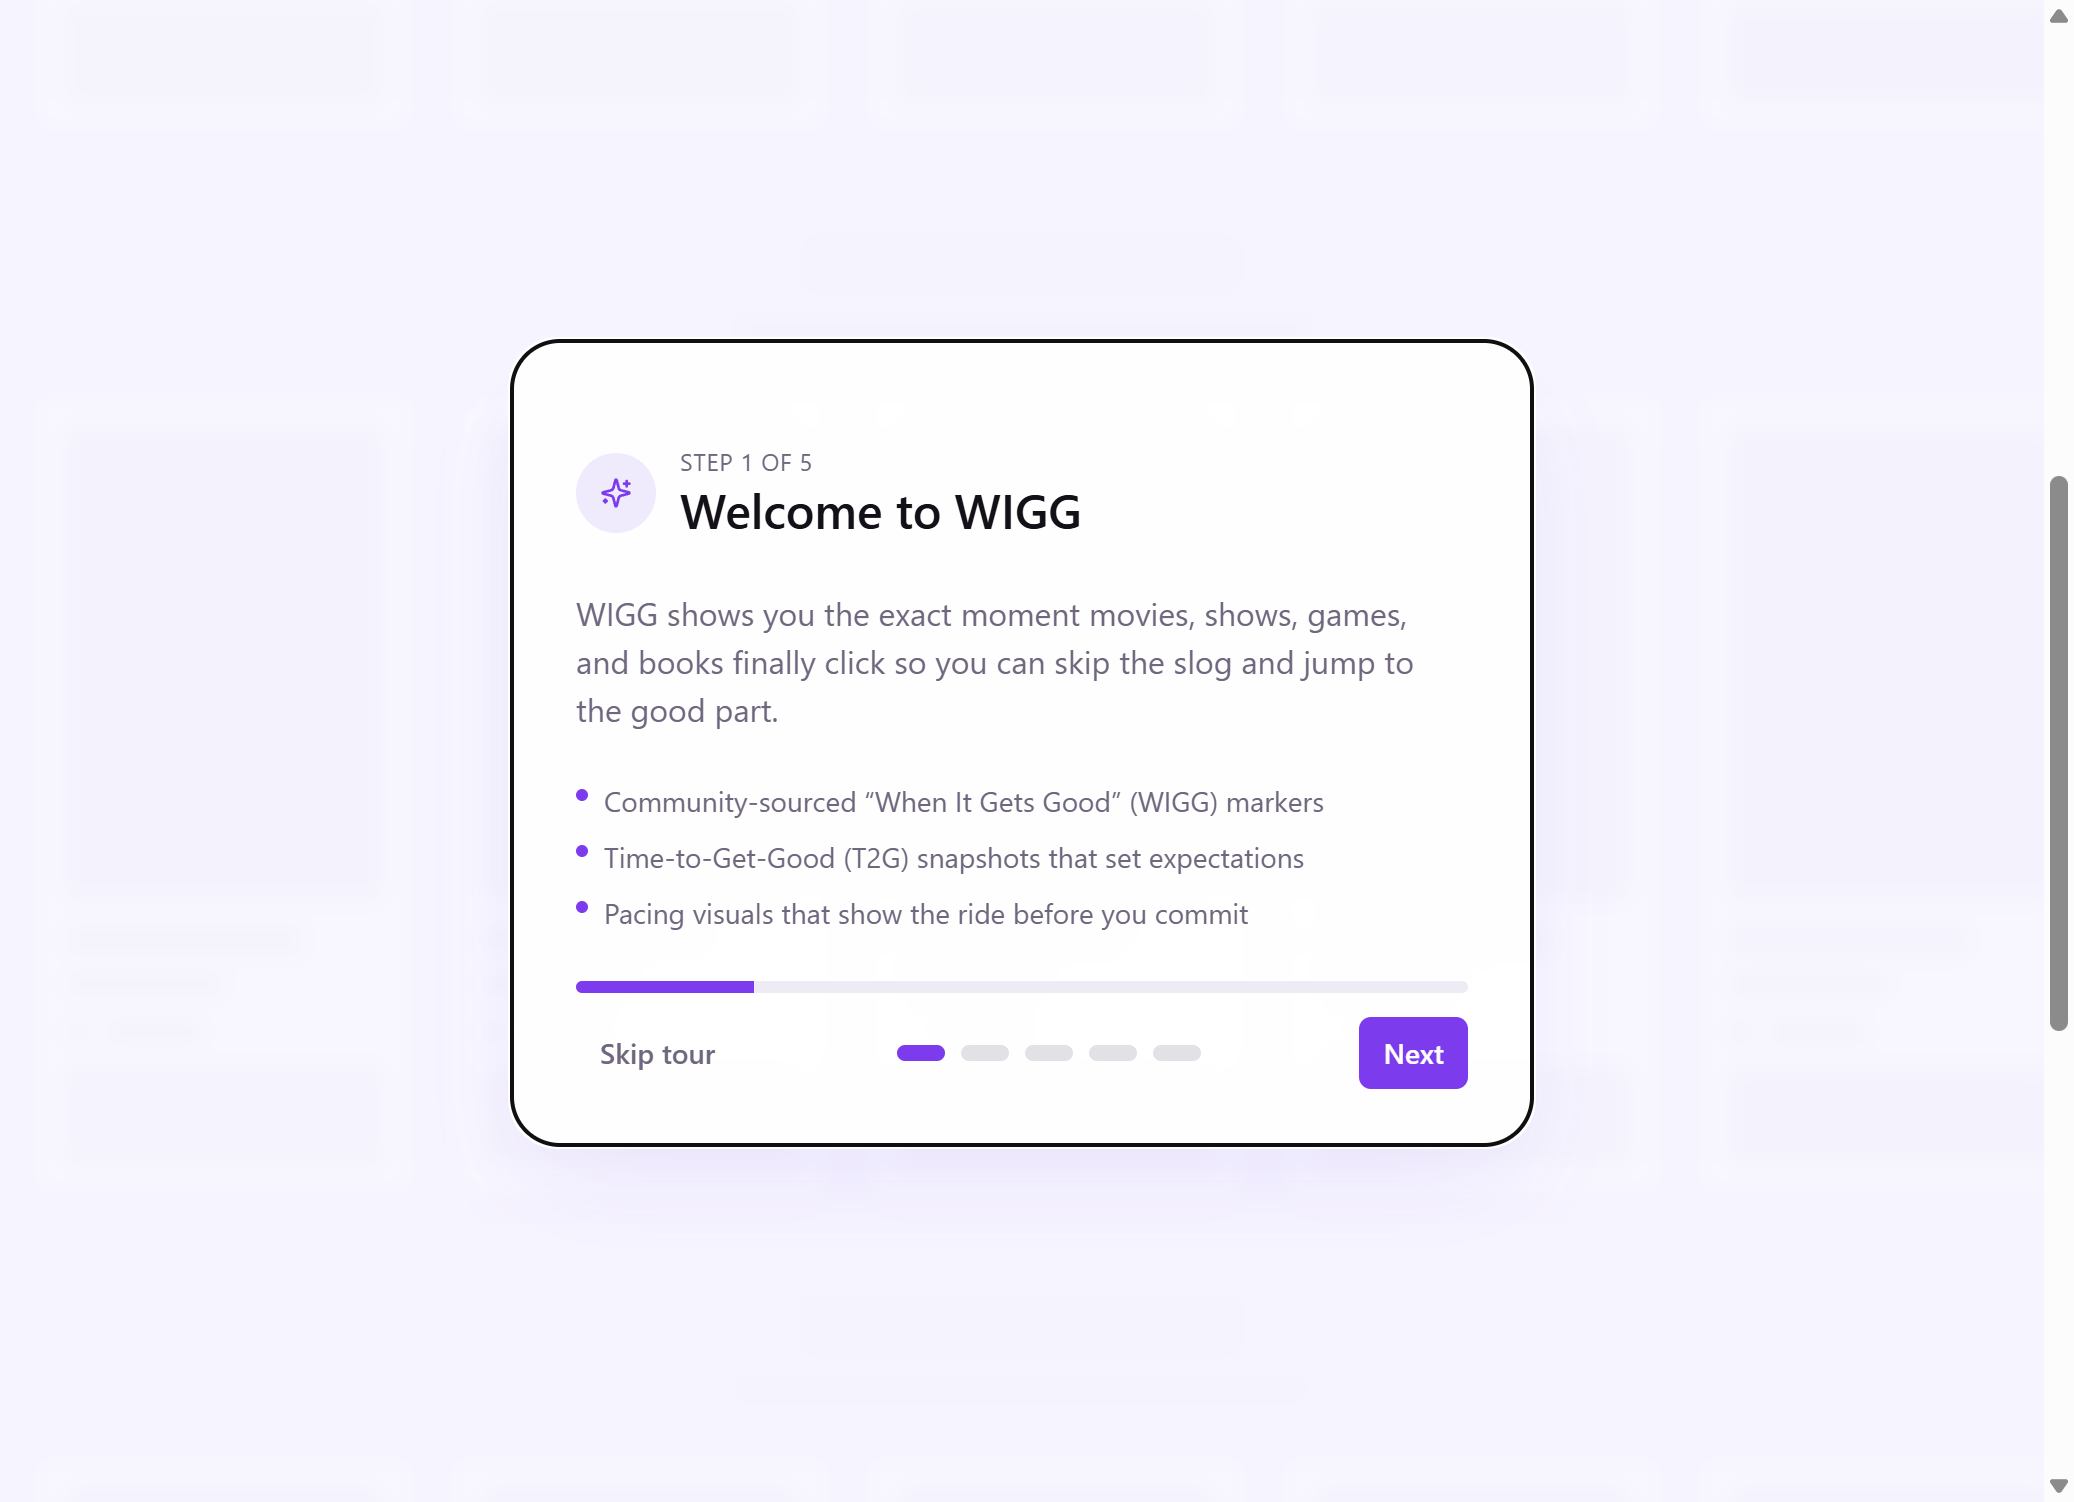 STEP 1 OF 5
Welcome to WIGG
WIGG shows you the exact moment movies, shows, games,
and books finally click so you can skip the slog and jump to
the good part.
Community-sourced “When It Gets Good” (WIGG) markers
Time-to-Get-Good (T2G) snapshots that set expectations
Pacing visuals that show the ride before you commit
Skip tour
Next